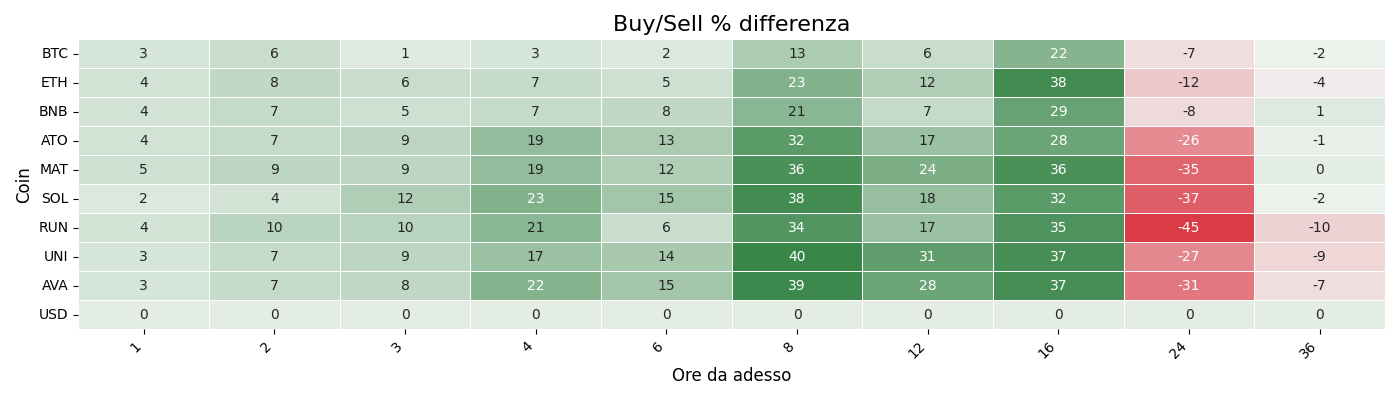 Buy/Sell % differenza
Coin
BTC 3 6 1 3 2 13 6 22 -7 -2
ETH 4 8 6 7 5 23 12 38 -12 -4
BNB 4 7 5 7 8 21 7 29 -8 1
ATO 4 7 9 19 13 32 17 28 -26 -1
MAT 5 9 9 19 12 36 24 36 -35 0
SOL 2 4 12 23 15 38 18 32 -37 -2
RUN 4 10 10 21 6 34 17 35 -45 -10
UNI 3 7 9 17 14 40 31 37 -27 -9
AVA 3 7 8 22 15 39 28 37 -31 -7
USD 0 0 0 0 0 0 0 0 0 0
1 2 3 4 6 8 12 16 24 36
Ore da adesso